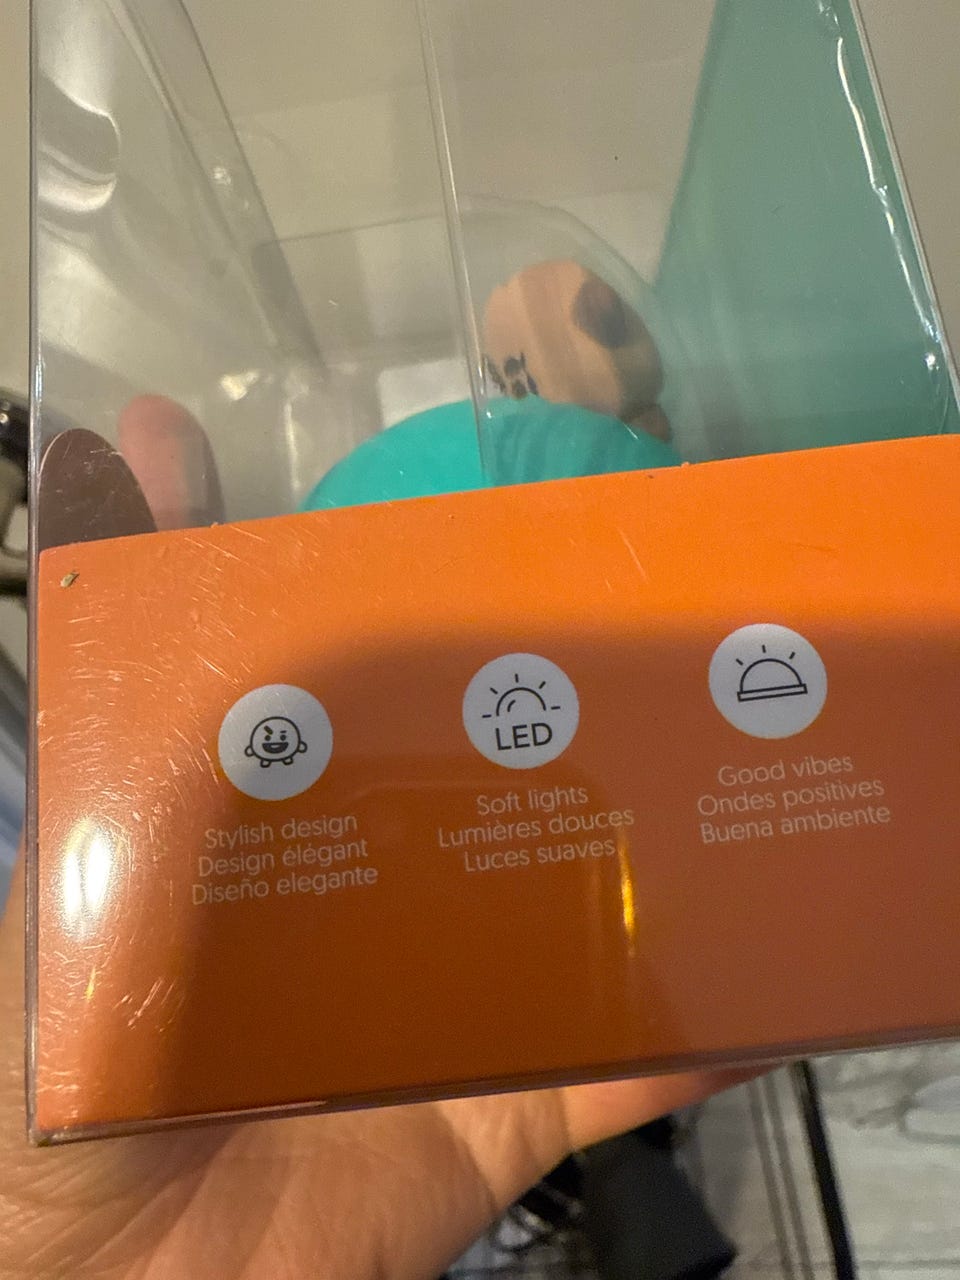 Stylish design
Design élégant
Diseño elegante
LED
Soft lights
Lumières douces
Luces suaves
Good vibes
Ondes positives
Buena ambiente